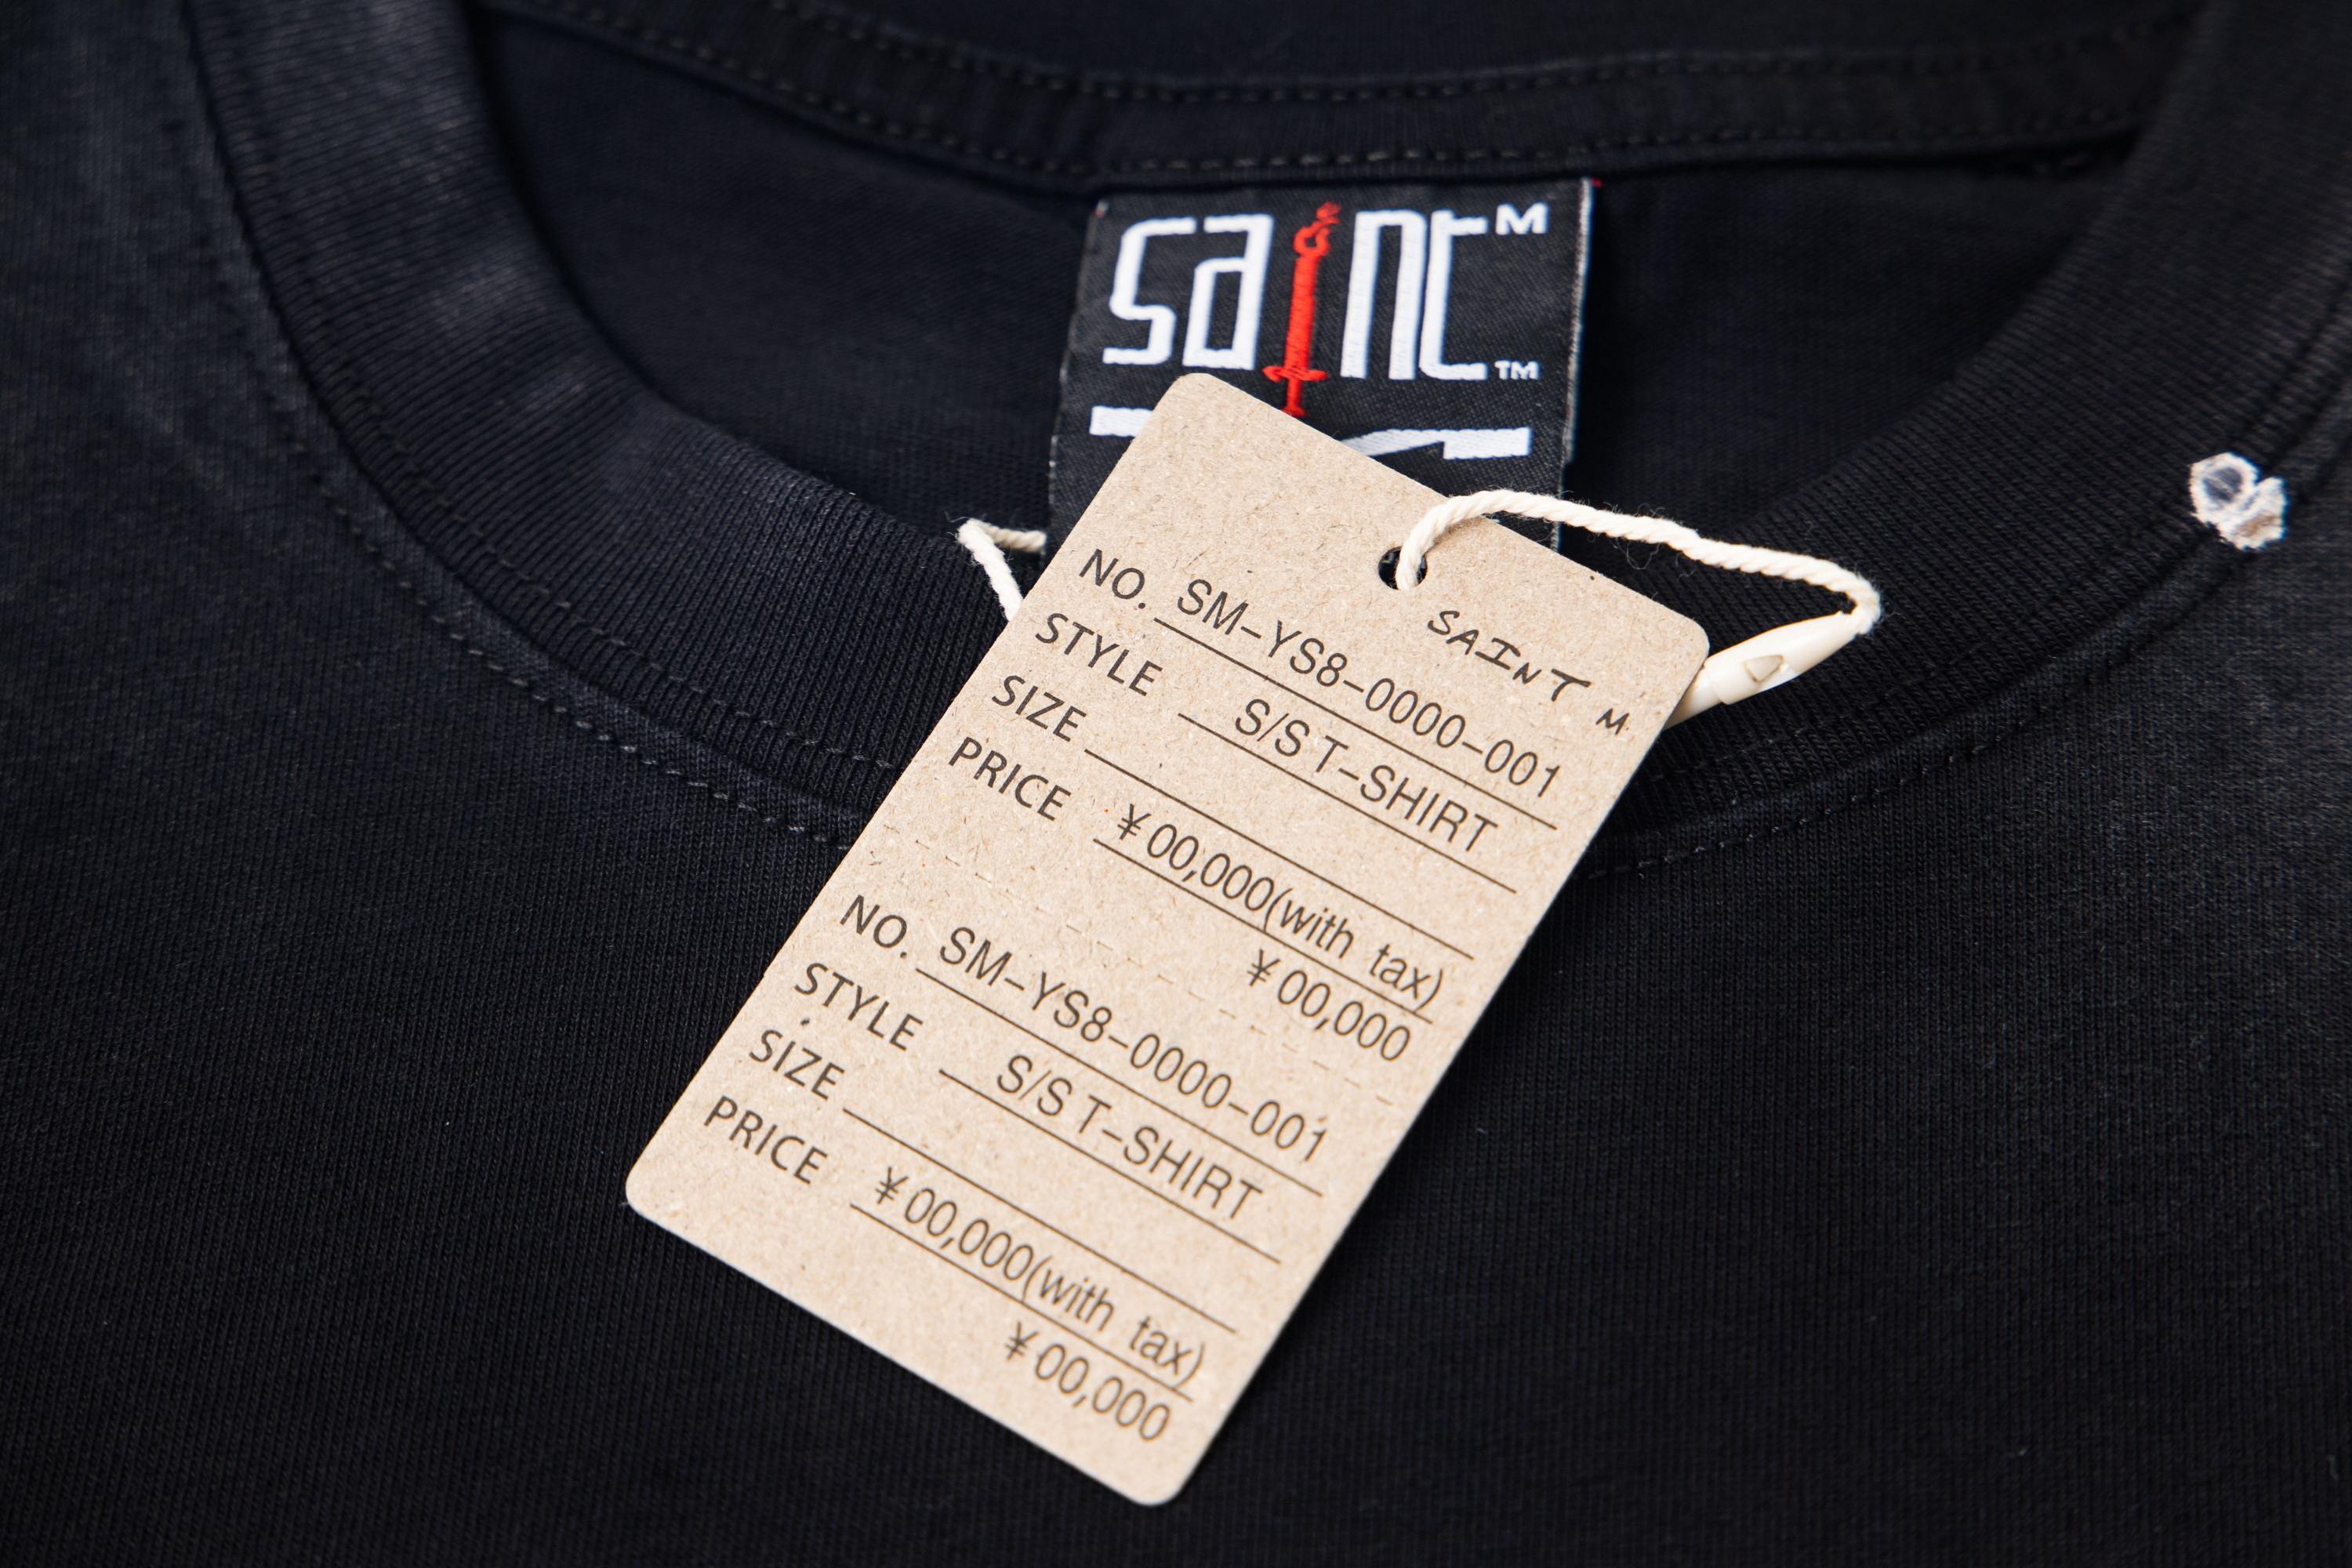 saint M
TM
SAINT M
NO. SM-YS8-0000-001
STYLE S/S T-SHIRT
SIZE
PRICE ¥00,000(with tax)
¥00,000
NO. SM-YS8-0000-001
STYLE S/S T-SHIRT
SIZE
PRICE ¥00,000(with tax)
¥00,000